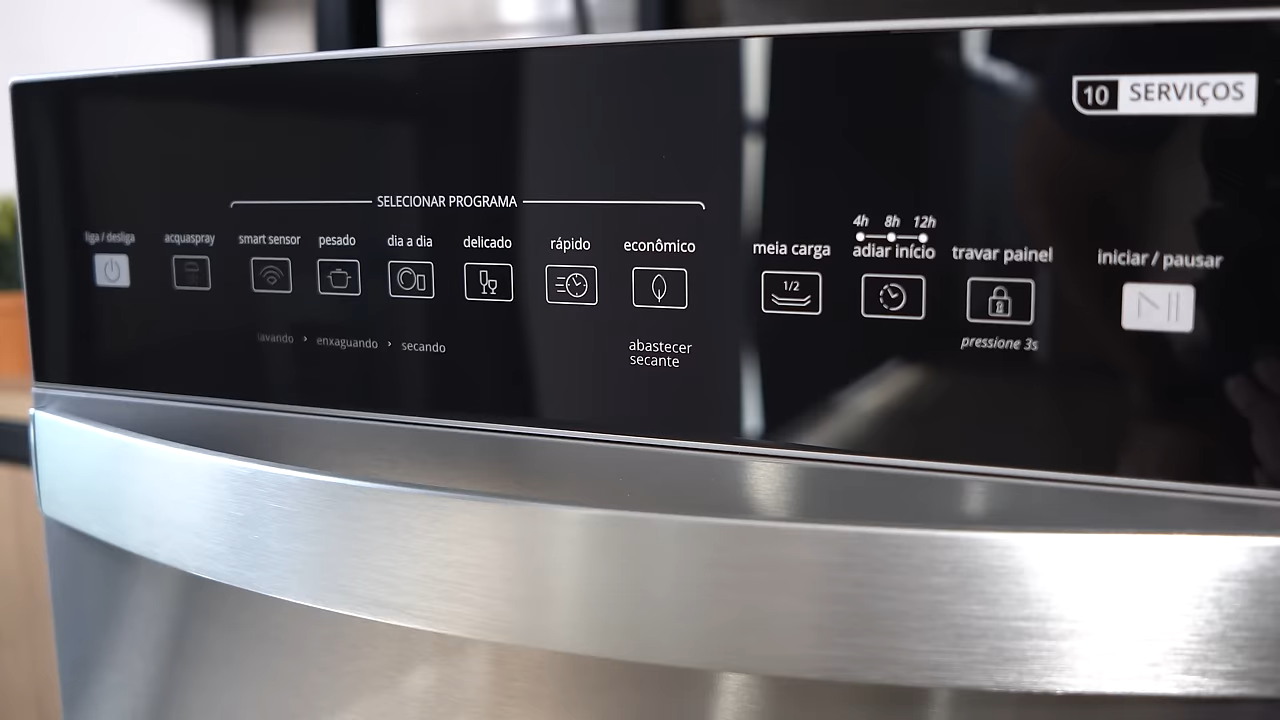 10 SERVIÇOS
SELECIONAR PROGRAMA
liga / desliga
acquaspray
smart sensor
pesado
dia a dia
delicado
rápido
econômico
meia carga
4h 8h 12h
adiar início
travar painel
iniciar / pausar
1/2
lavando › enxaguando › secando
abastecer
secante
pressione 3s